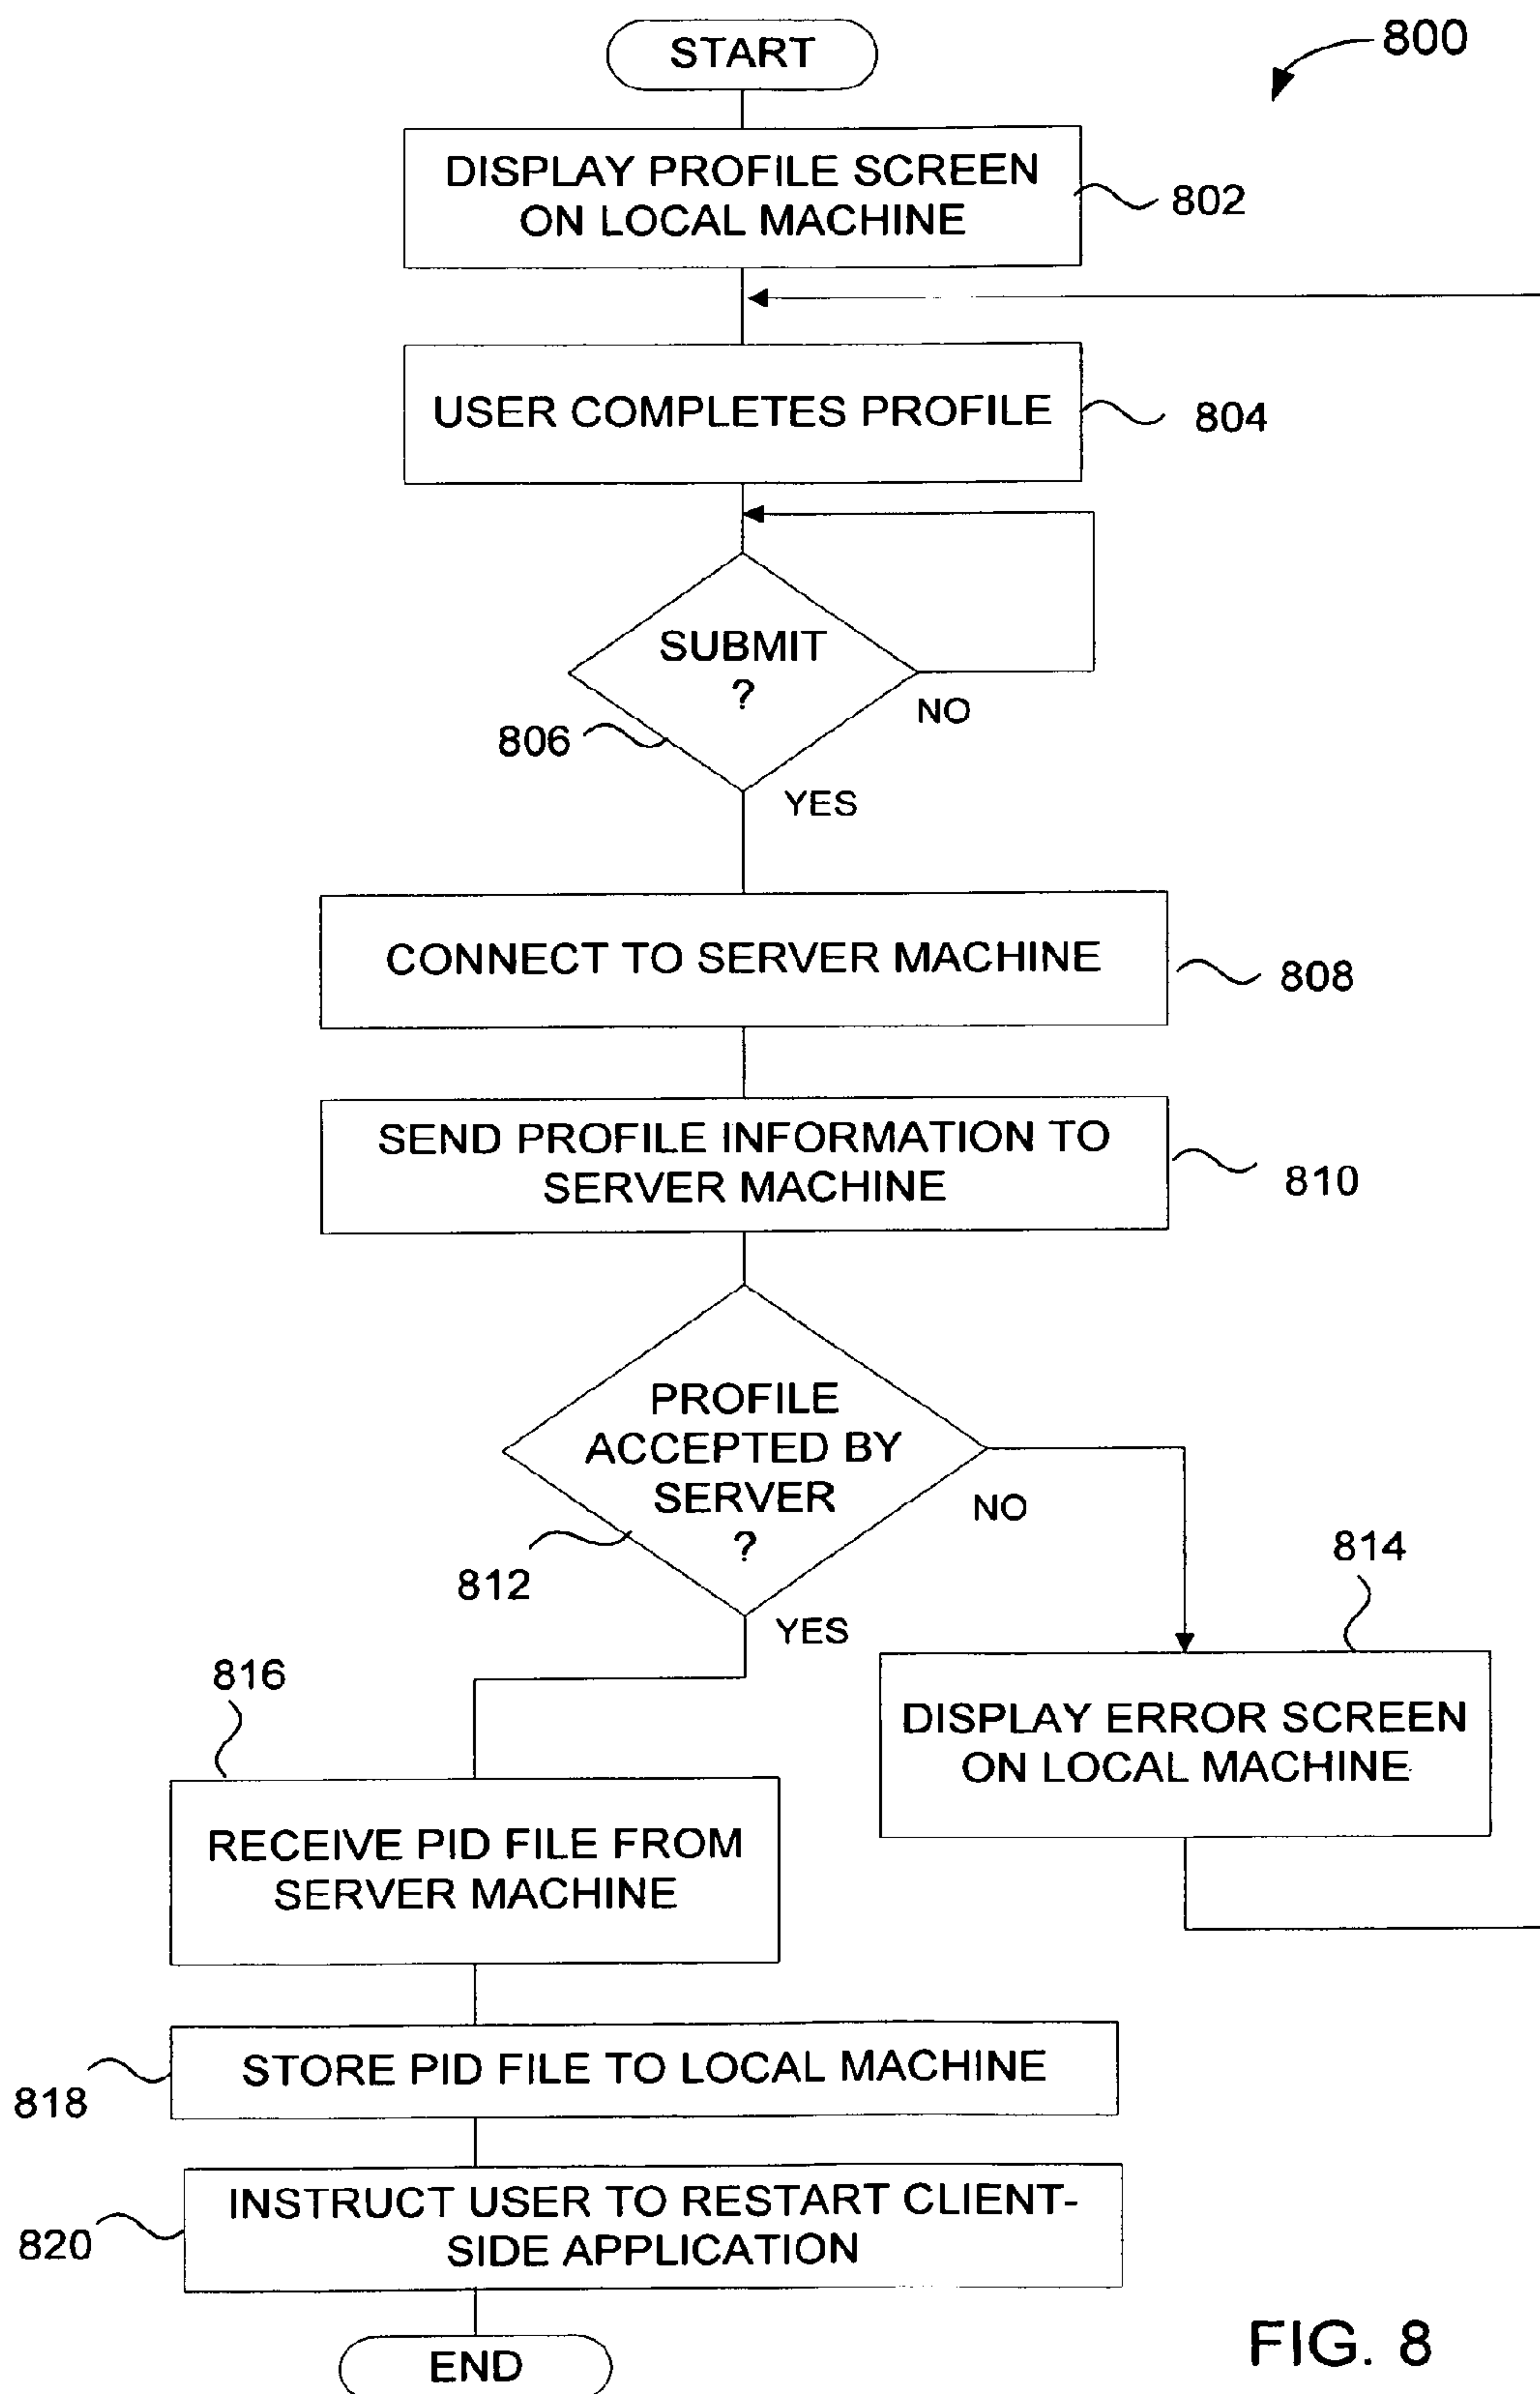 START
800
DISPLAY PROFILE SCREEN
ON LOCAL MACHINE
802
USER COMPLETES PROFILE
804
SUBMIT
?
806
NO
YES
CONNECT TO SERVER MACHINE
808
SEND PROFILE INFORMATION TO
SERVER MACHINE
810
PROFILE
ACCEPTED BY
SERVER
?
812
NO
YES
814
DISPLAY ERROR SCREEN
ON LOCAL MACHINE
816
RECEIVE PID FILE FROM
SERVER MACHINE
STORE PID FILE TO LOCAL MACHINE
818
INSTRUCT USER TO RESTART CLIENT-
SIDE APPLICATION
820
END
FIG. 8